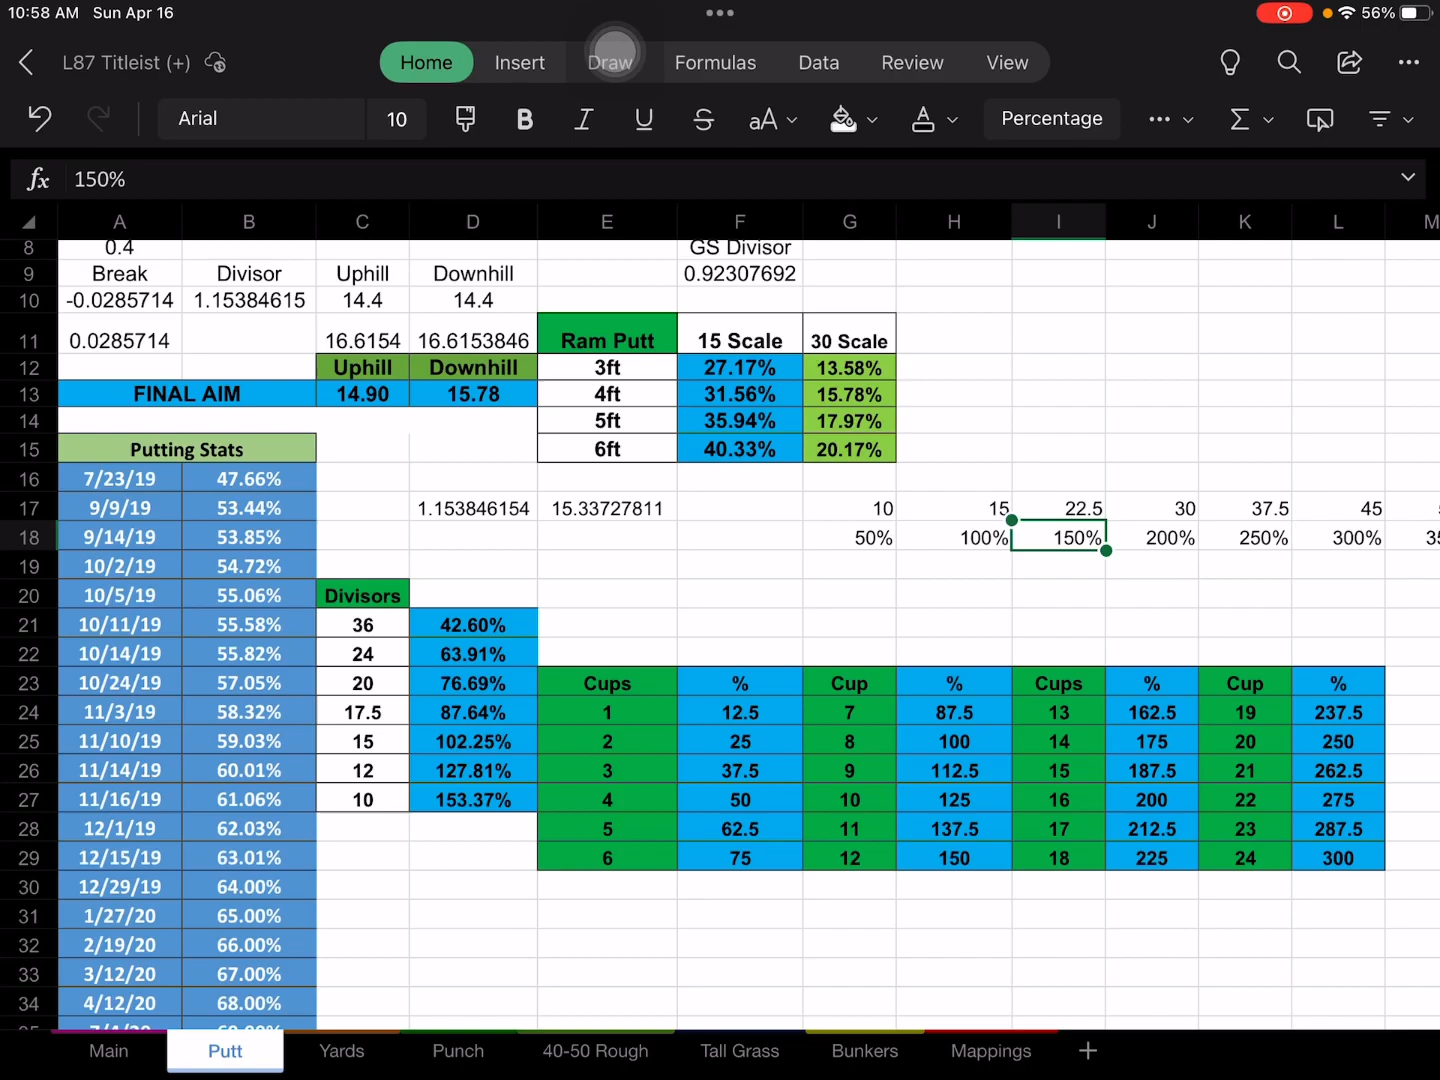 10:58 AM Sun Apr 16 56%
L87 Titleist (+) Home Insert Draw Formulas Data Review View
Arial 10 B I U S aA A Percentage Σ
fx 150%
A B C D E F G H I J K L M
8 0.4 GS Divisor
9 Break Divisor Uphill Downhill 0.92307692
10 -0.0285714 1.15384615 14.4 14.4
11 0.0285714 16.6154 16.6153846 Ram Putt 15 Scale 30 Scale
12 Uphill Downhill 3ft 27.17% 13.58%
13 FINAL AIM 14.90 15.78 4ft 31.56% 15.78%
14 5ft 35.94% 17.97%
15 Putting Stats 6ft 40.33% 20.17%
16 7/23/19 47.66%
17 9/9/19 53.44% 1.153846154 15.33727811 10 15 22.5 30 37.5 45
18 9/14/19 53.85% 50% 100% 150% 200% 250% 300% 35
19 10/2/19 54.72%
20 10/5/19 55.06% Divisors
21 10/11/19 55.58% 36 42.60%
22 10/14/19 55.82% 24 63.91%
23 10/24/19 57.05% 20 76.69% Cups % Cup % Cups % Cup %
24 11/3/19 58.32% 17.5 87.64% 1 12.5 7 87.5 13 162.5 19 237.5
25 11/10/19 59.03% 15 102.25% 2 25 8 100 14 175 20 250
26 11/14/19 60.01% 12 127.81% 3 37.5 9 112.5 15 187.5 21 262.5
27 11/16/19 61.06% 10 153.37% 4 50 10 125 16 200 22 275
28 12/1/19 62.03% 5 62.5 11 137.5 17 212.5 23 287.5
29 12/15/19 63.01% 6 75 12 150 18 225 24 300
30 12/29/19 64.00%
31 1/27/20 65.00%
32 2/19/20 66.00%
33 3/12/20 67.00%
34 4/12/20 68.00%
Main Putt Yards Punch 40-50 Rough Tall Grass Bunkers Mappings +